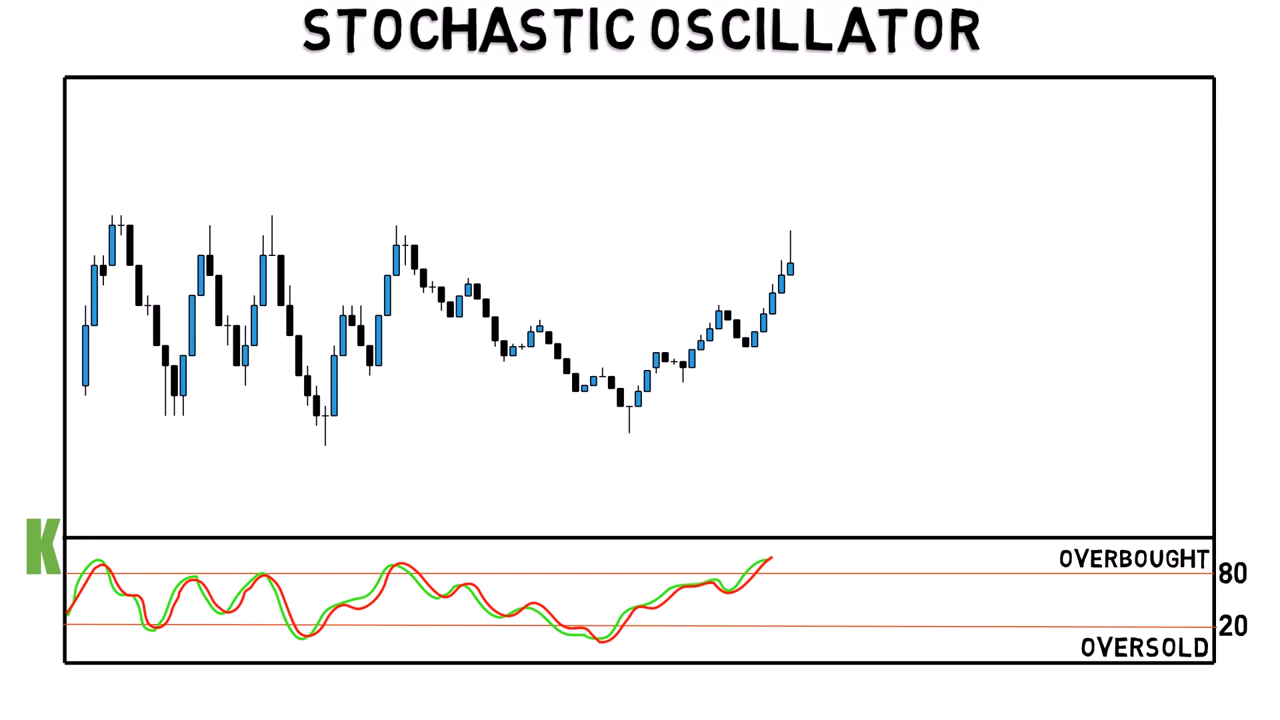 STOCHASTIC OSCILLATOR
K
OVERBOUGHT
80
20
OVERSOLD